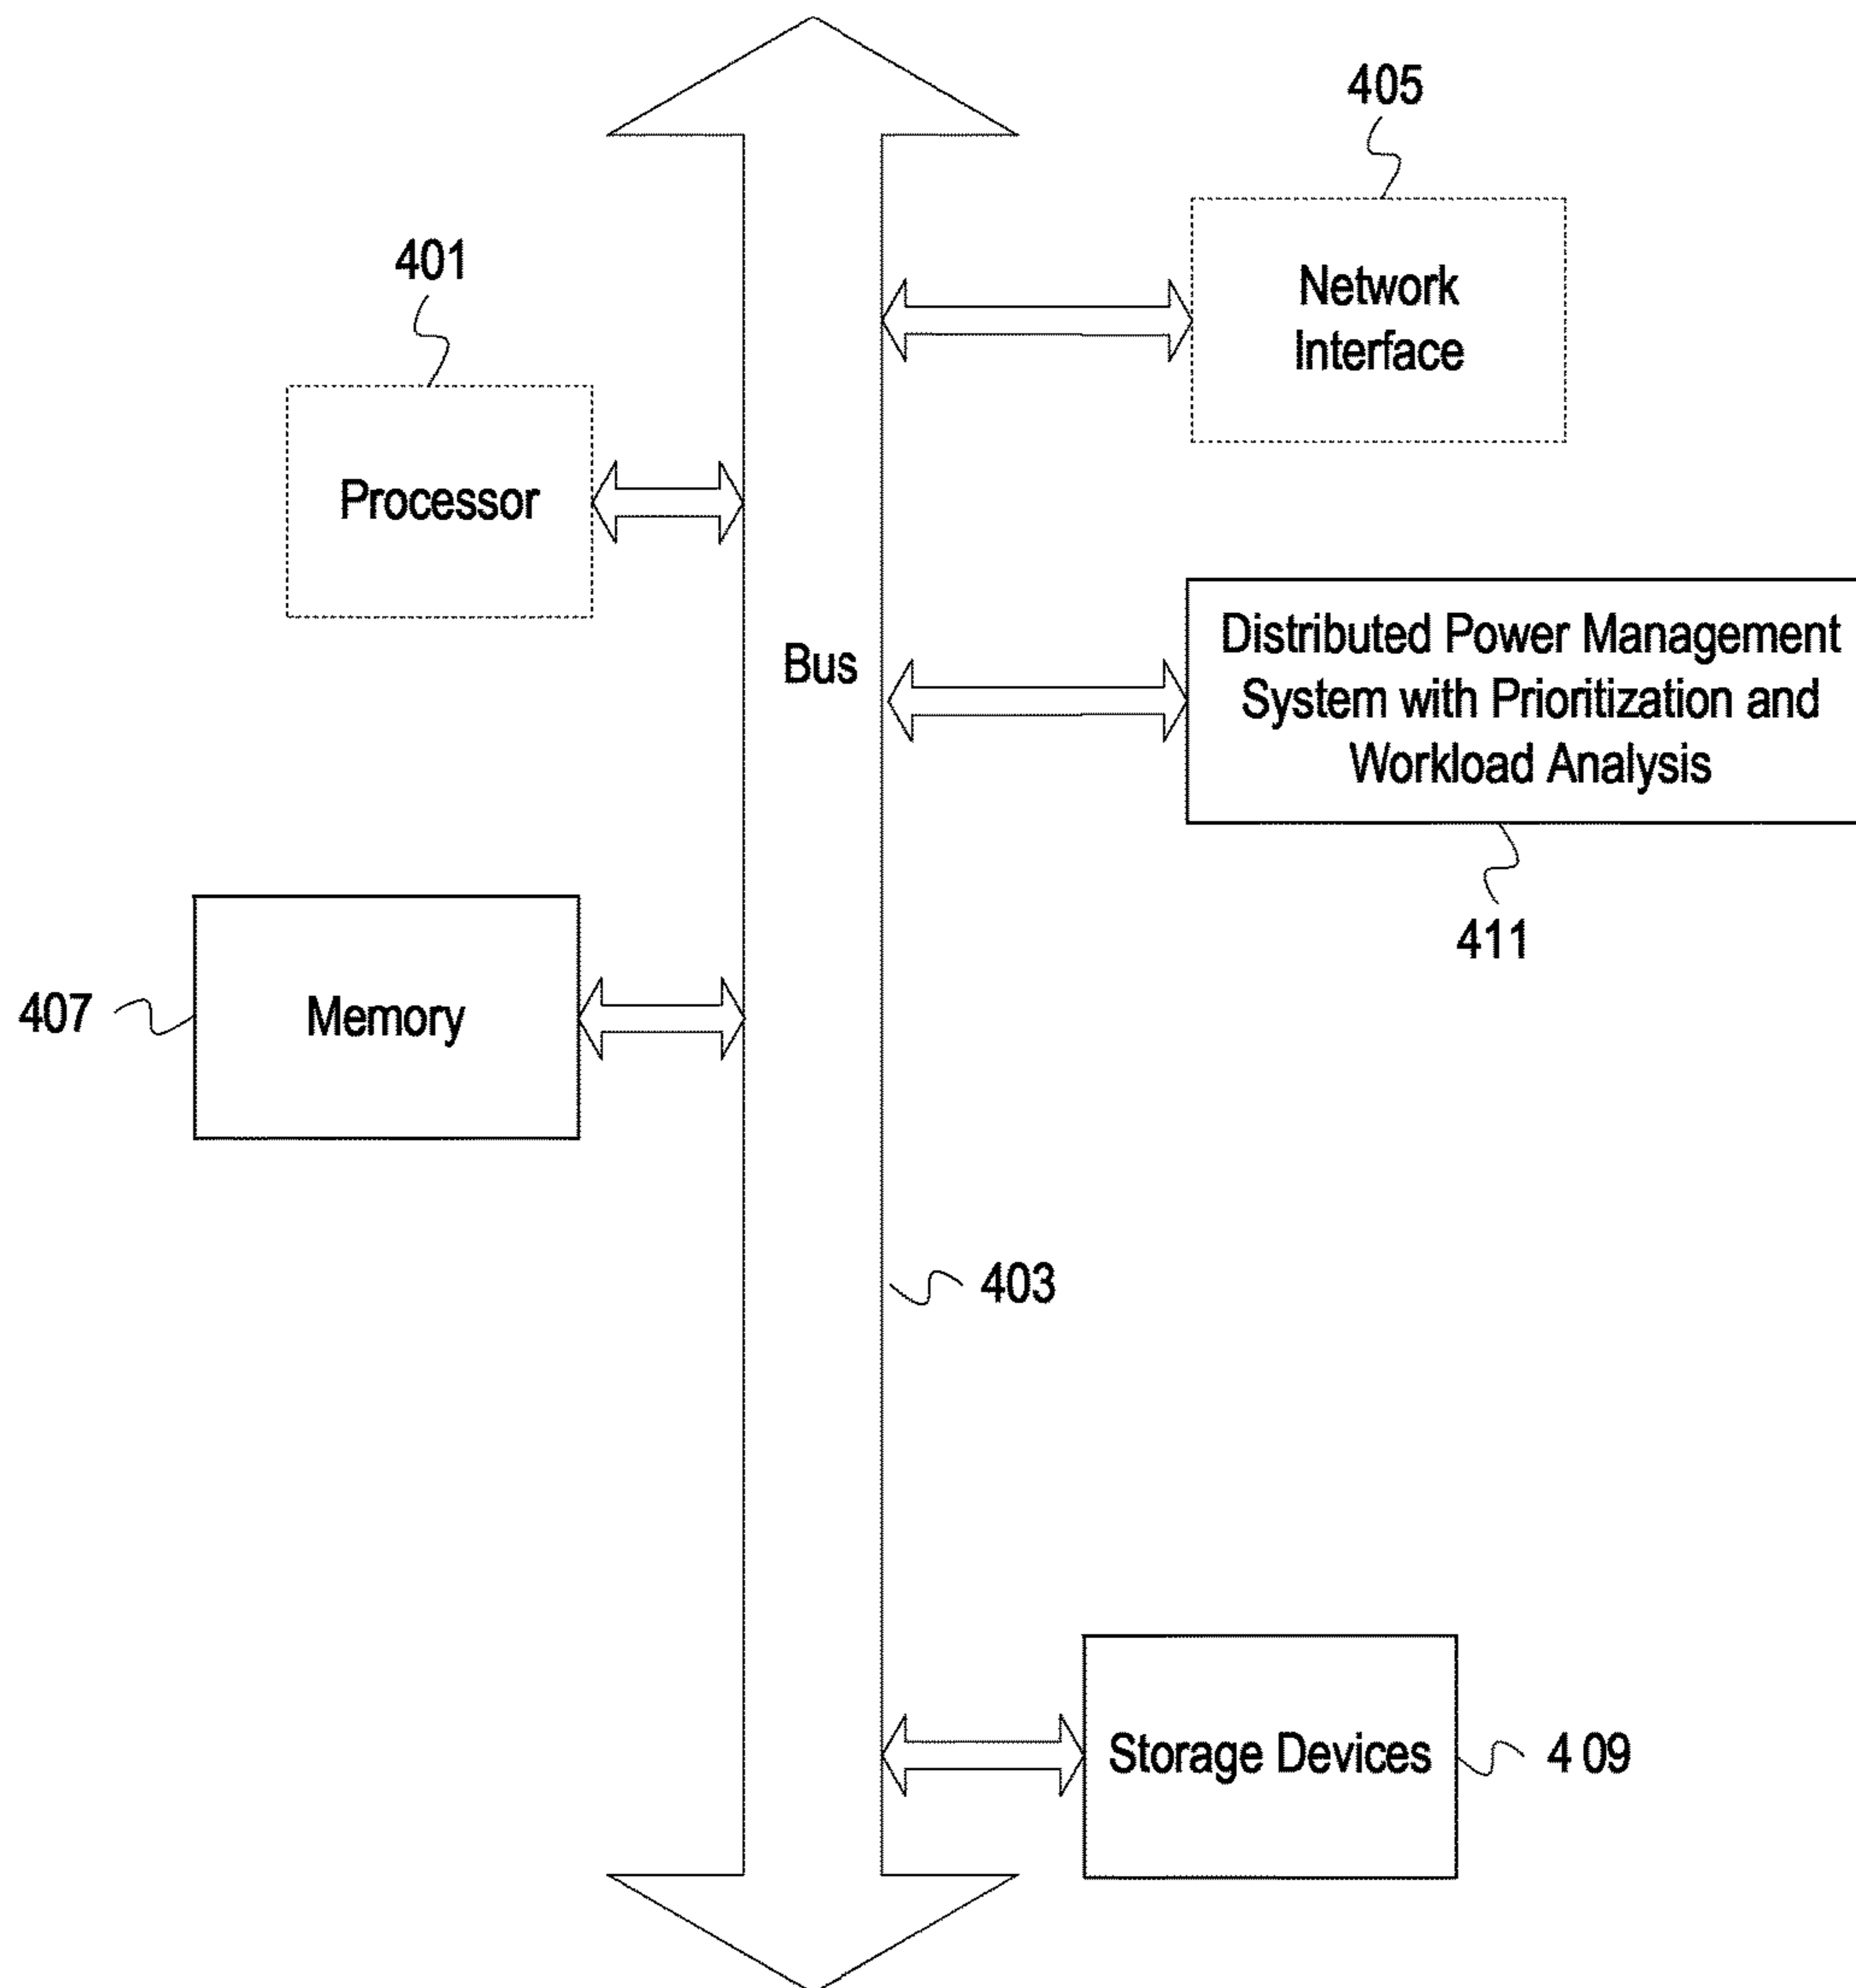 405
401
Network
Interface
Processor
Distributed Power Management
System with Prioritization and
Workload Analysis
Bus
411
407
Memory
403
Storage Devices
4 09